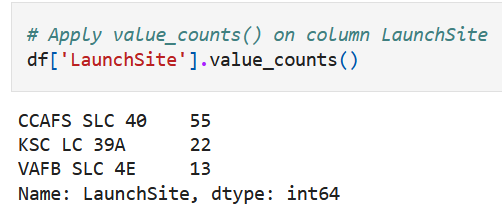 # Apply value_counts() on column LaunchSite
df['LaunchSite'].value_counts()
CCAFS SLC 40    55
KSC LC 39A      22
VAFB SLC 4E     13
Name: LaunchSite, dtype: int64